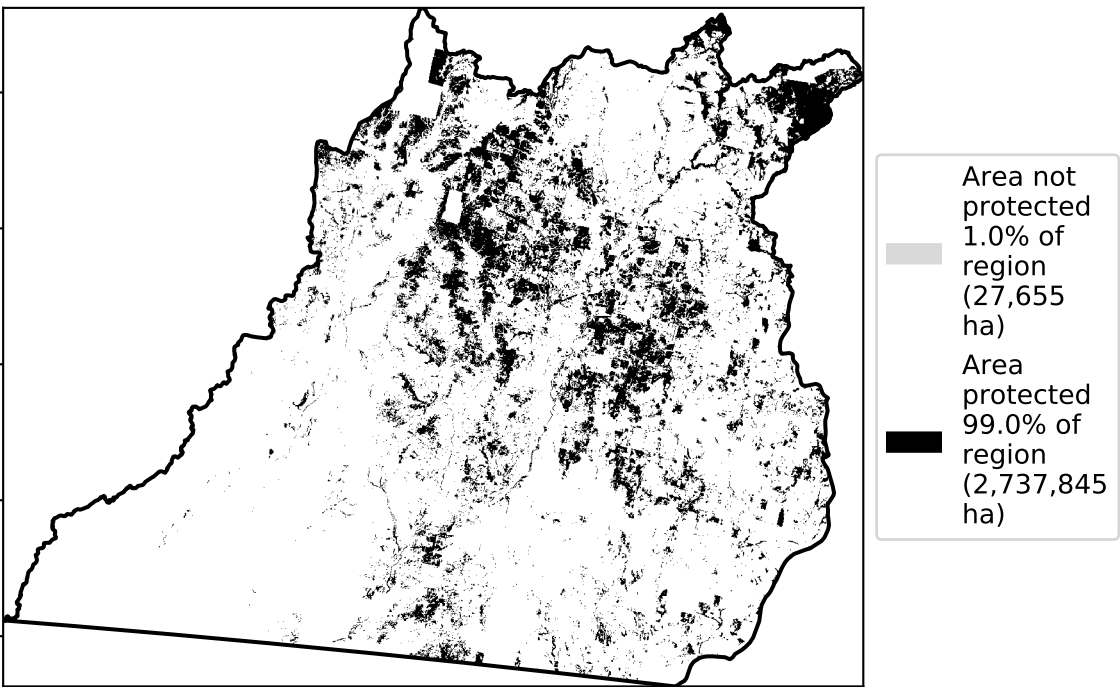 Area not
protected
1.0% of
region
(27,655
ha)
Area
protected
99.0% of
region
(2,737,845
ha)